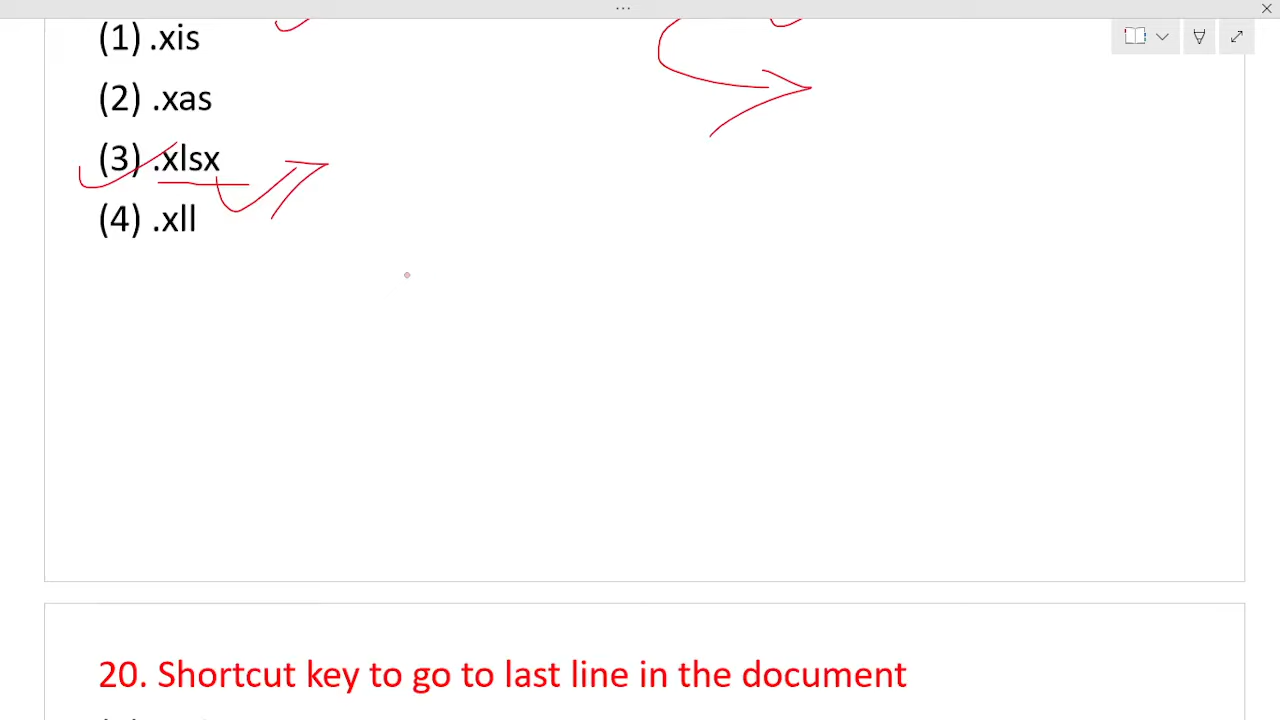 (1) .xis
(2) .xas
(3) .xlsx
(4) .xll
20. Shortcut key to go to last line in the document